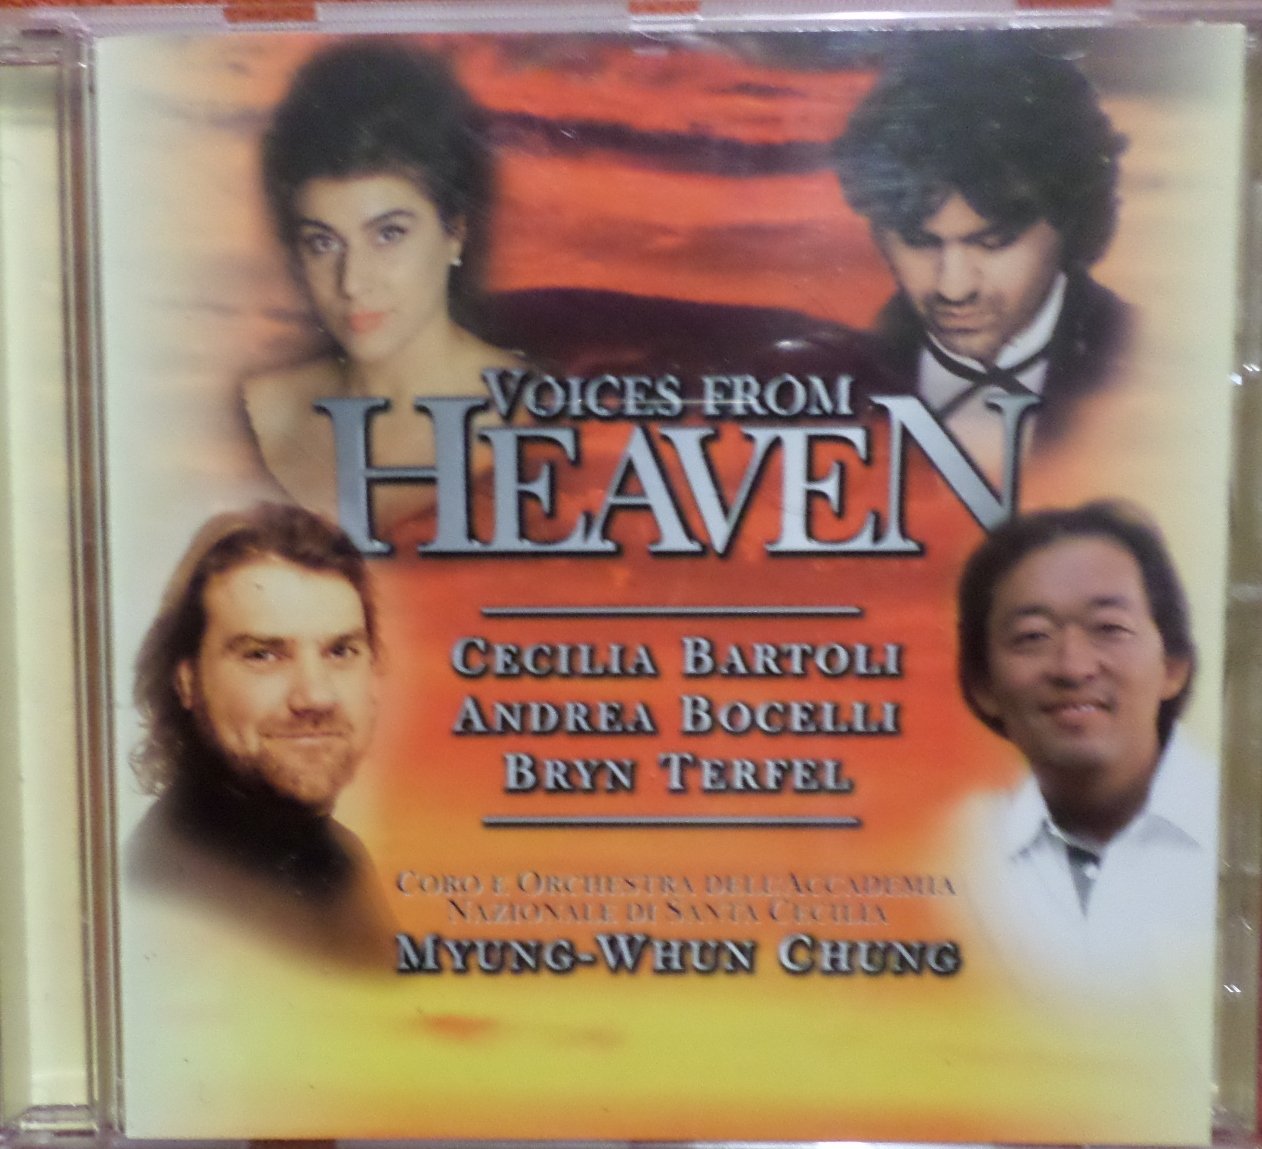 VOICES FROM
HEAVEN
CECILIA BARTOLI
ANDREA BOCELLI
BRYN TERFEL
CORO E ORCHESTRA DELL'ACCADEMIA
NAZIONALE DI SANTA CECILIA
MYUNG-WHUN CHUNG